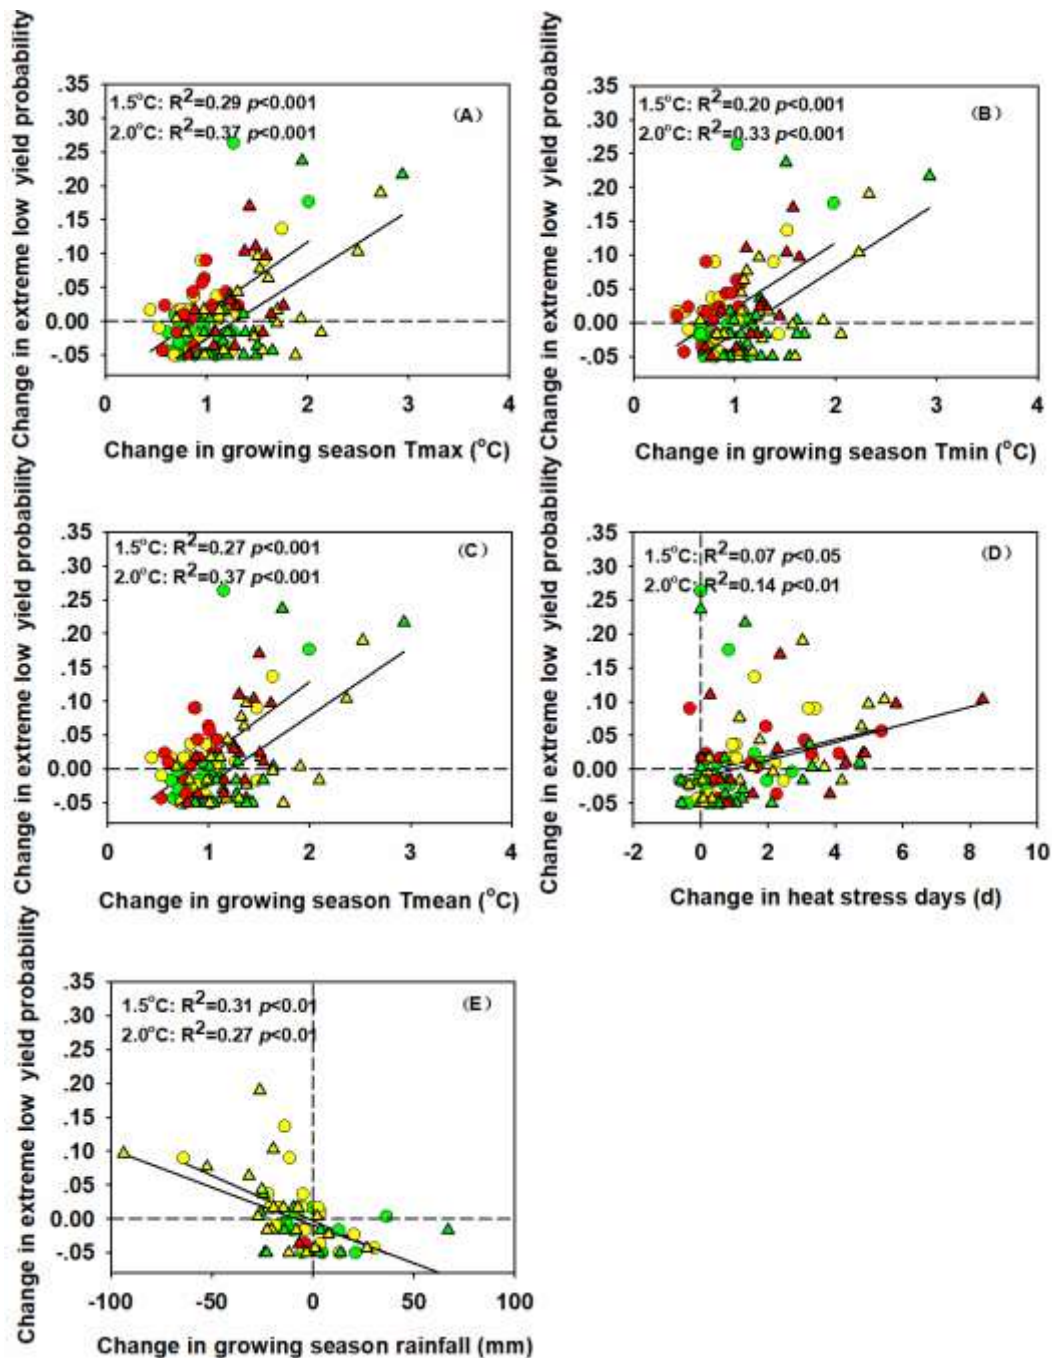 Change in extreme low yield probability
.35
.30
.25
.20
.15
.10
.05
0.00
-.05
1.5°C: R2=0.29 p<0.001
2.0°C: R2=0.37 p<0.001
(A)
0 1 2 3 4
Change in growing season Tmax (°C)
Change in extreme low yield probability
.35
.30
.25
.20
.15
.10
.05
0.00
-.05
1.5°C: R2=0.20 p<0.001
2.0°C: R2=0.33 p<0.001
(B)
0 1 2 3 4
Change in growing season Tmin (°C)
Change in extreme low yield probability
.35
.30
.25
.20
.15
.10
.05
0.00
-.05
1.5°C: R2=0.27 p<0.001
2.0°C: R2=0.37 p<0.001
(C)
0 1 2 3 4
Change in growing season Tmean (°C)
Change in extreme low yield probability
.35
.30
.25
.20
.15
.10
.05
0.00
-.05
1.5°C: R2=0.07 p<0.05
2.0°C: R2=0.14 p<0.01
(D)
-2 0 2 4 6 8 10
Change in heat stress days (d)
Change in extreme low yield probability
.35
.30
.25
.20
.15
.10
.05
0.00
-.05
1.5°C: R2=0.31 p<0.01
2.0°C: R2=0.27 p<0.01
(E)
-100 -50 0 50 100
Change in growing season rainfall (mm)